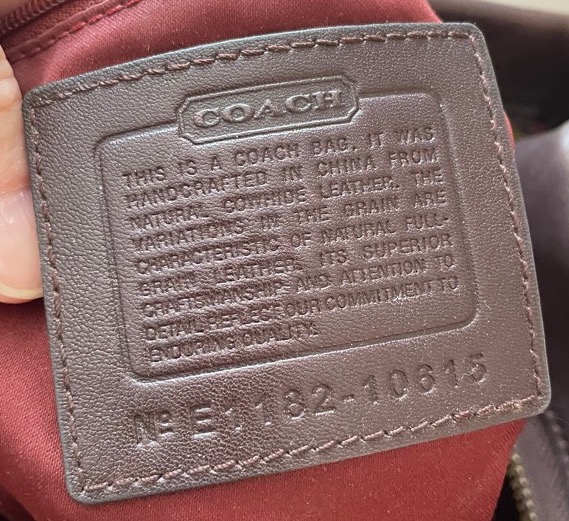 COACH
THIS IS A COACH BAG. IT WAS
HANDCRAFTED IN CHINA FROM
NATURAL COWHIDE LEATHER. THE
VARIATIONS IN THE GRAIN ARE
CHARACTERISTIC OF NATURAL FULL-
GRAIN LEATHER. ITS SUPERIOR
CRAFTSMANSHIP AND ATTENTION TO
DETAIL REFLECT OUR COMMITMENT TO
ENDURING QUALITY.
Nº E1182-10615